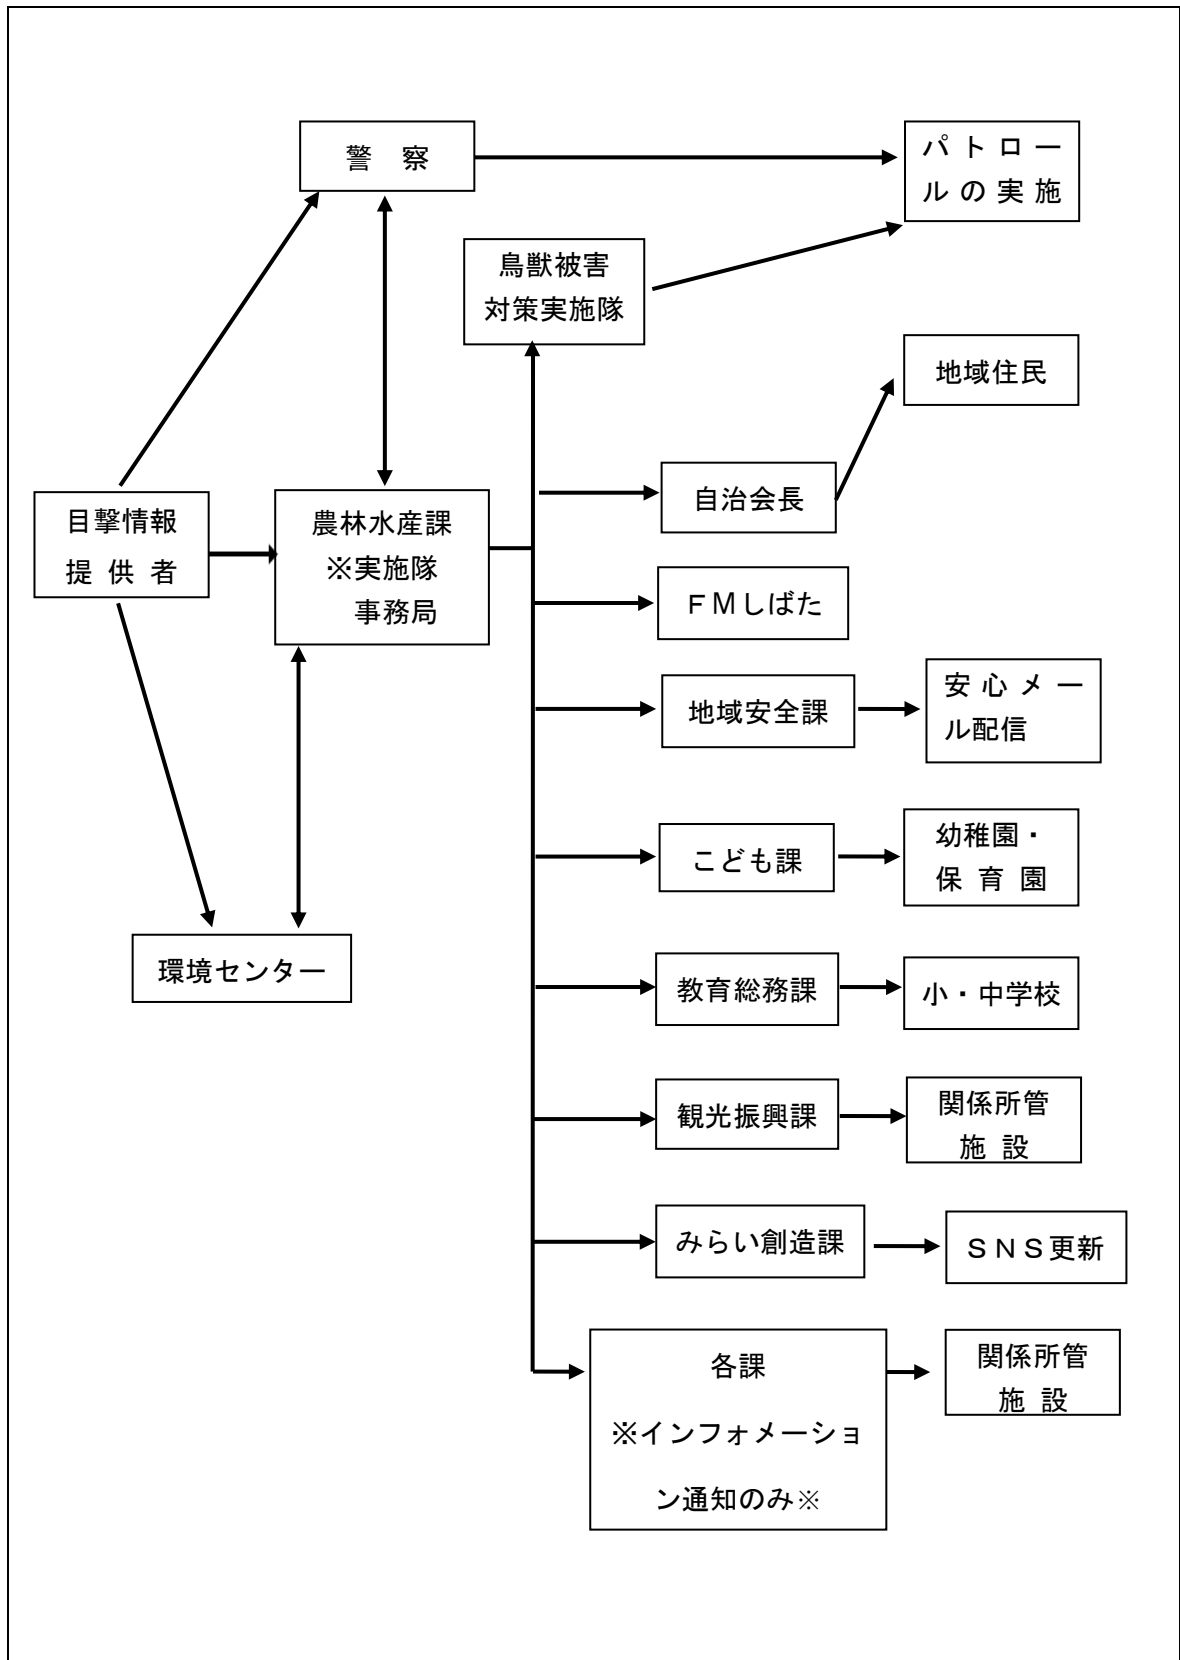 警　察
パ ト ロ ー
ル の 実 施
鳥獣被害
対策実施隊
地域住民
自治会長
目撃情報
提 供 者
農林水産課
※実施隊
事務局
ＦＭしばた
地域安全課
安 心 メ ー
ル配信
こども課
幼稚園・
保 育 園
環境センター
教育総務課
小・中学校
観光振興課
関係所管
施 設
みらい創造課
ＳＮＳ更新
各課
※インフォメーショ
ン通知のみ※
関係所管
施 設